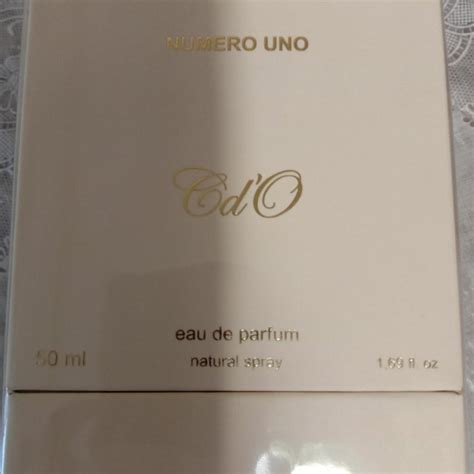 NUMERO UNO
Cd'O
eau de parfum
50 ml natural spray 1,69 fl. oz